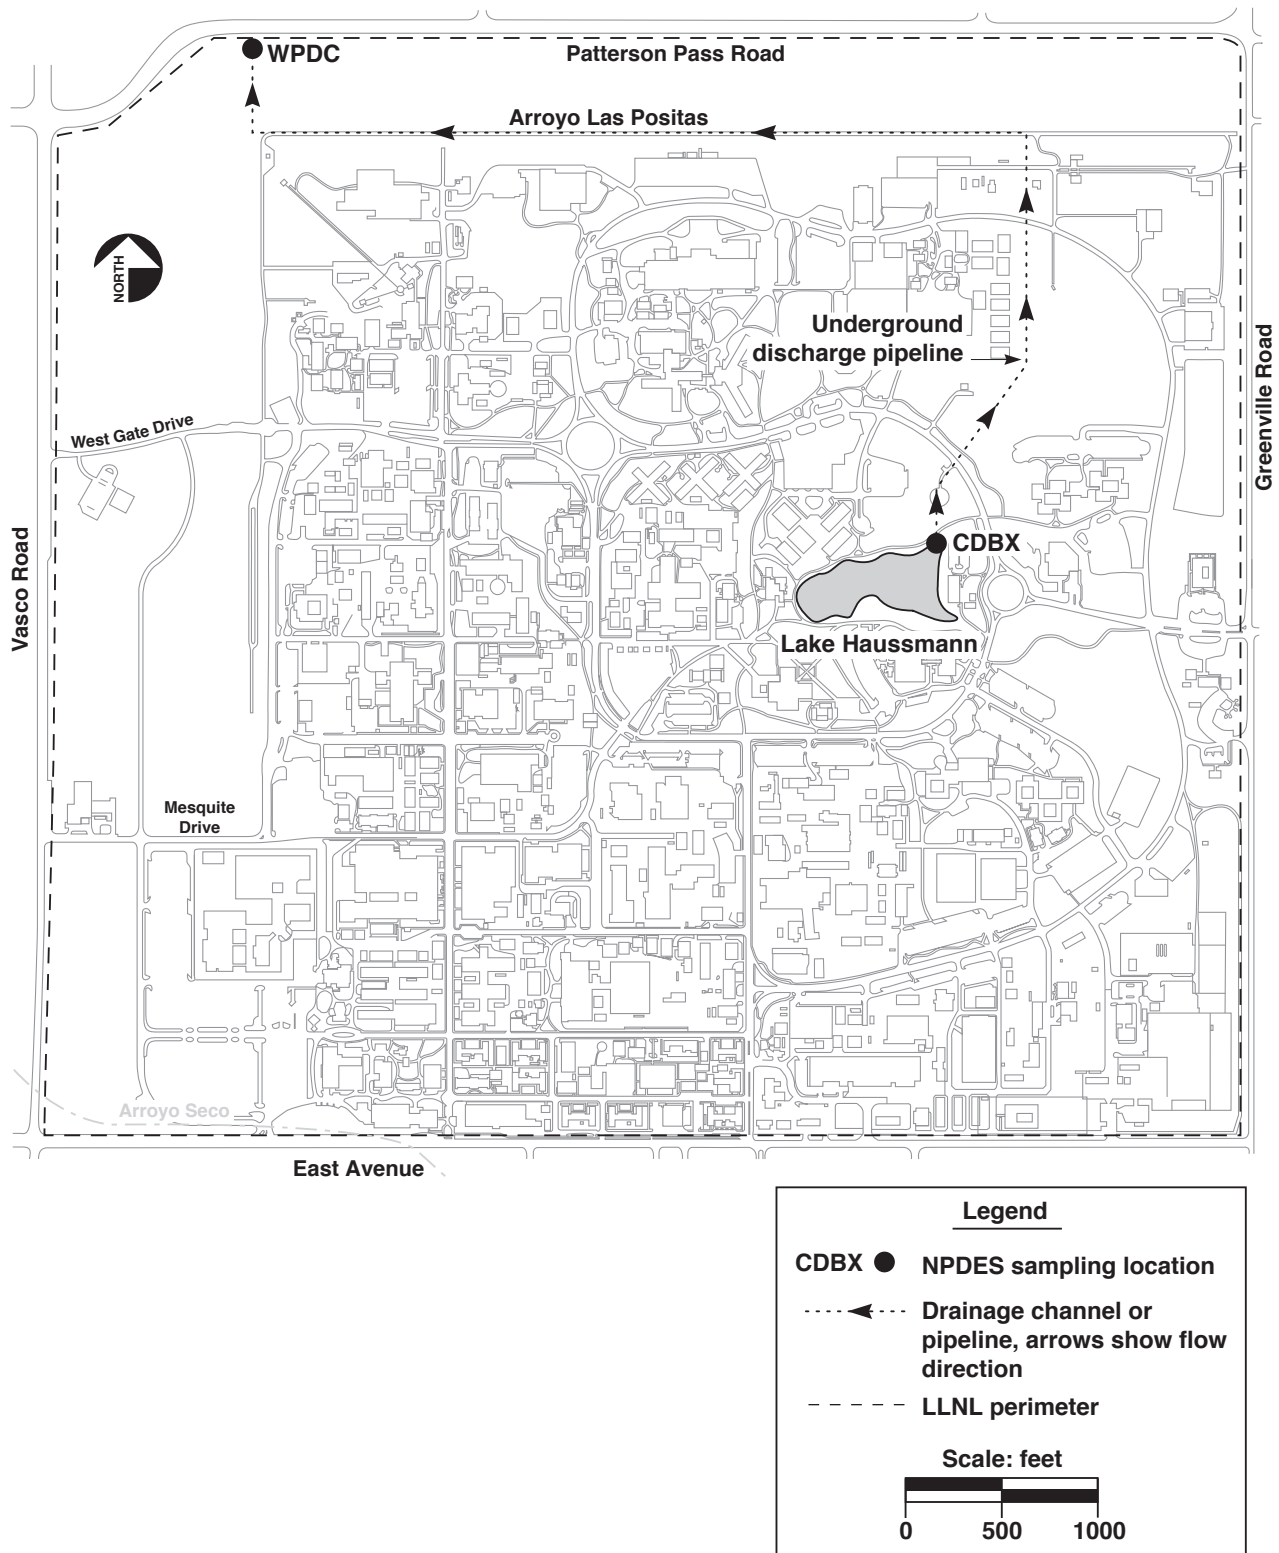 WPDC
Patterson Pass Road
Arroyo Las Positas
NORTH
Underground
discharge pipeline
Greenville Road
West Gate Drive
Vasco Road
CDBX
Lake Haussmann
Mesquite
Drive
Arroyo Seco
East Avenue
Legend
CDBX NPDES sampling location
Drainage channel or
pipeline, arrows show flow
direction
LLNL perimeter
Scale: feet
0 500 1000